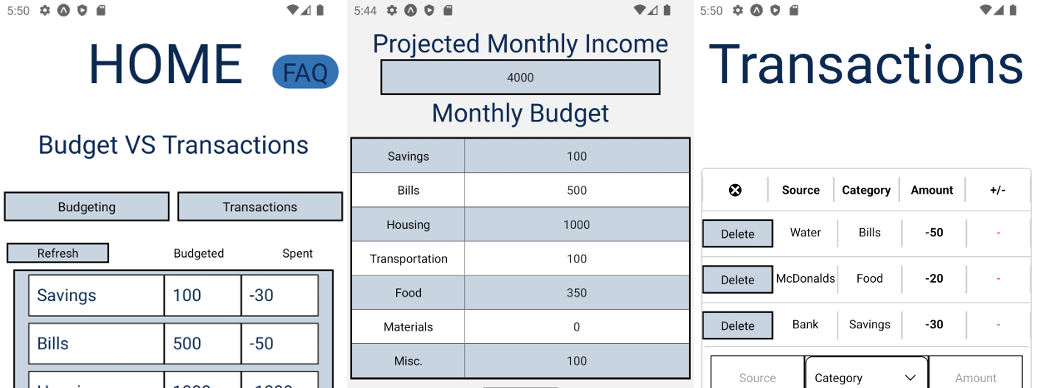 5:50
HOME
FAQ
Budget VS Transactions
Budgeting Transactions
Refresh Budgeted Spent
Savings 100 -30
Bills 500 -50
5:44
Projected Monthly Income
4000
Monthly Budget
Savings 100
Bills 500
Housing 1000
Transportation 100
Food 350
Materials 0
Misc. 100
5:50
Transactions
Source Category Amount +/-
Delete Water Bills -50 -
Delete McDonalds Food -20 -
Delete Bank Savings -30 -
Source Category Amount